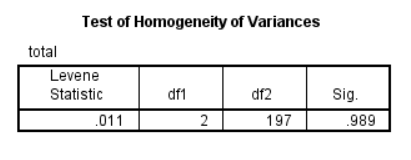 Test of Homogeneity of Variances
total
Levene
Statistic df1 df2 Sig.
.011 2 197 .989